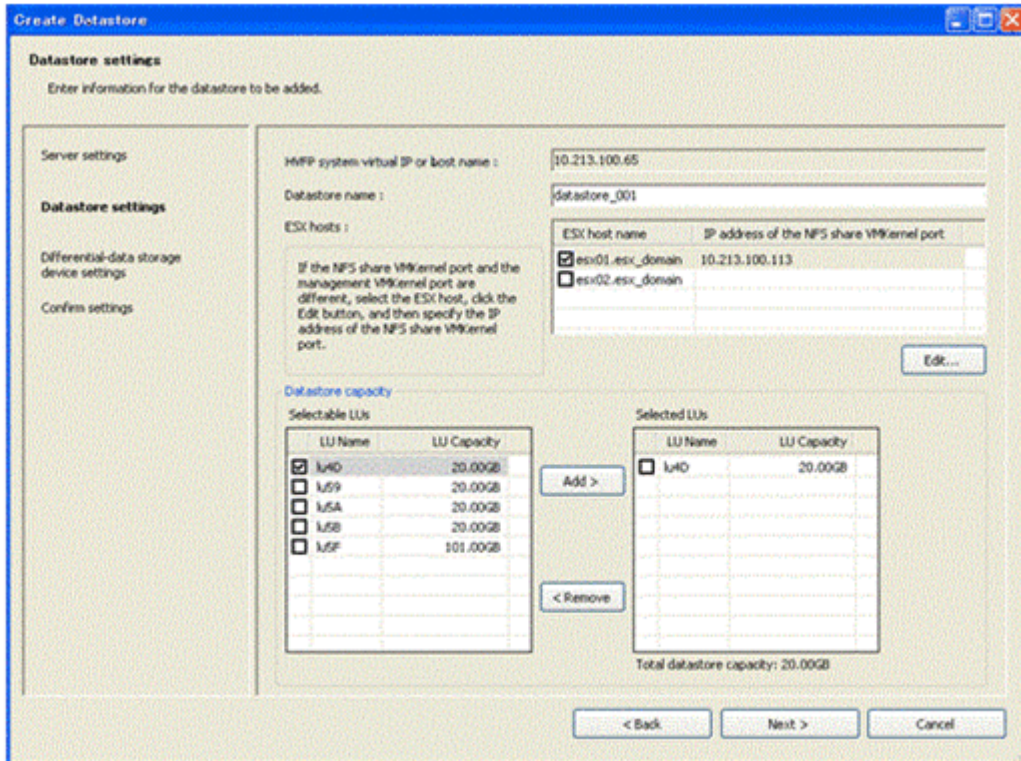 Create Datastore
Datastore settings
Enter information for the datastore to be added.
Server settings
Datastore settings
Differential-data storage
device settings
Confirm settings
HVFP system virtual IP or host name :
10.213.100.65
Datastore name :
datastore_001
ESX hosts :
If the NFS share VMKernel port and the
management VMKernel port are
different, select the ESX host, click the
Edit button, and then specify the IP
address of the NFS share VMKernel
port.
ESX host name IP address of the NFS share VMKernel port
esx01.esx_domain 10.213.100.113
esx02.esx_domain
Edit...
Datastore capacity
Selectable LUs
LU Name LU Capacity
lu4D 20.00GB
lu59 20.00GB
lu5A 20.00GB
lu5B 20.00GB
lu5F 101.00GB
Add >
< Remove
Selected LUs
LU Name LU Capacity
lu4D 20.00GB
Total datastore capacity: 20.00GB
< Back
Next >
Cancel